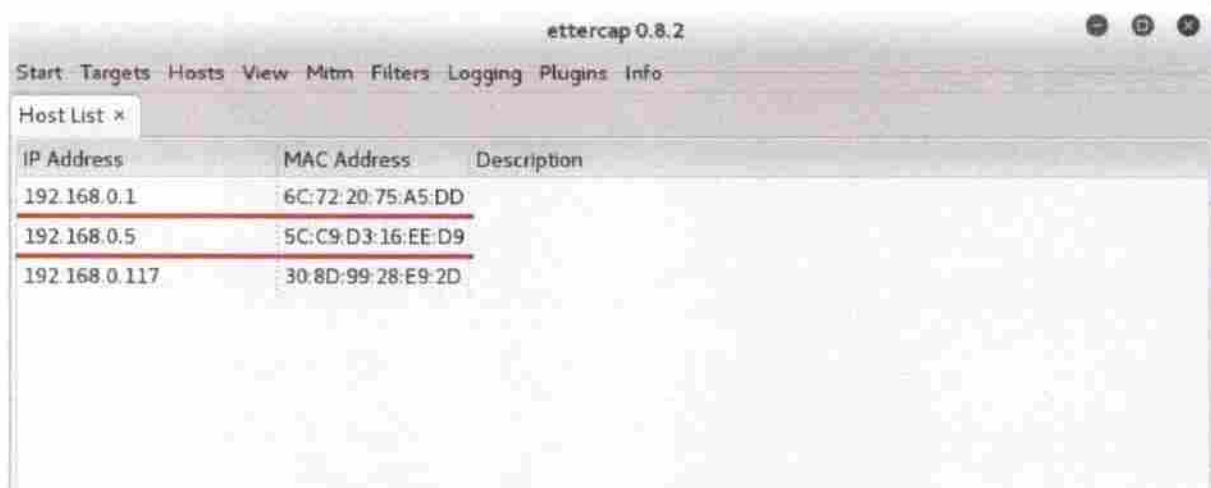 ettercap 0.8.2
Start Targets Hosts View Mitm Filters Logging Plugins Info
Host List ×
IP Address MAC Address Description
192.168.0.1 6C:72:20:75:A5:DD
192.168.0.5 5C:C9:D3:16:EE:D9
192.168.0.117 30:8D:99:28:E9:2D